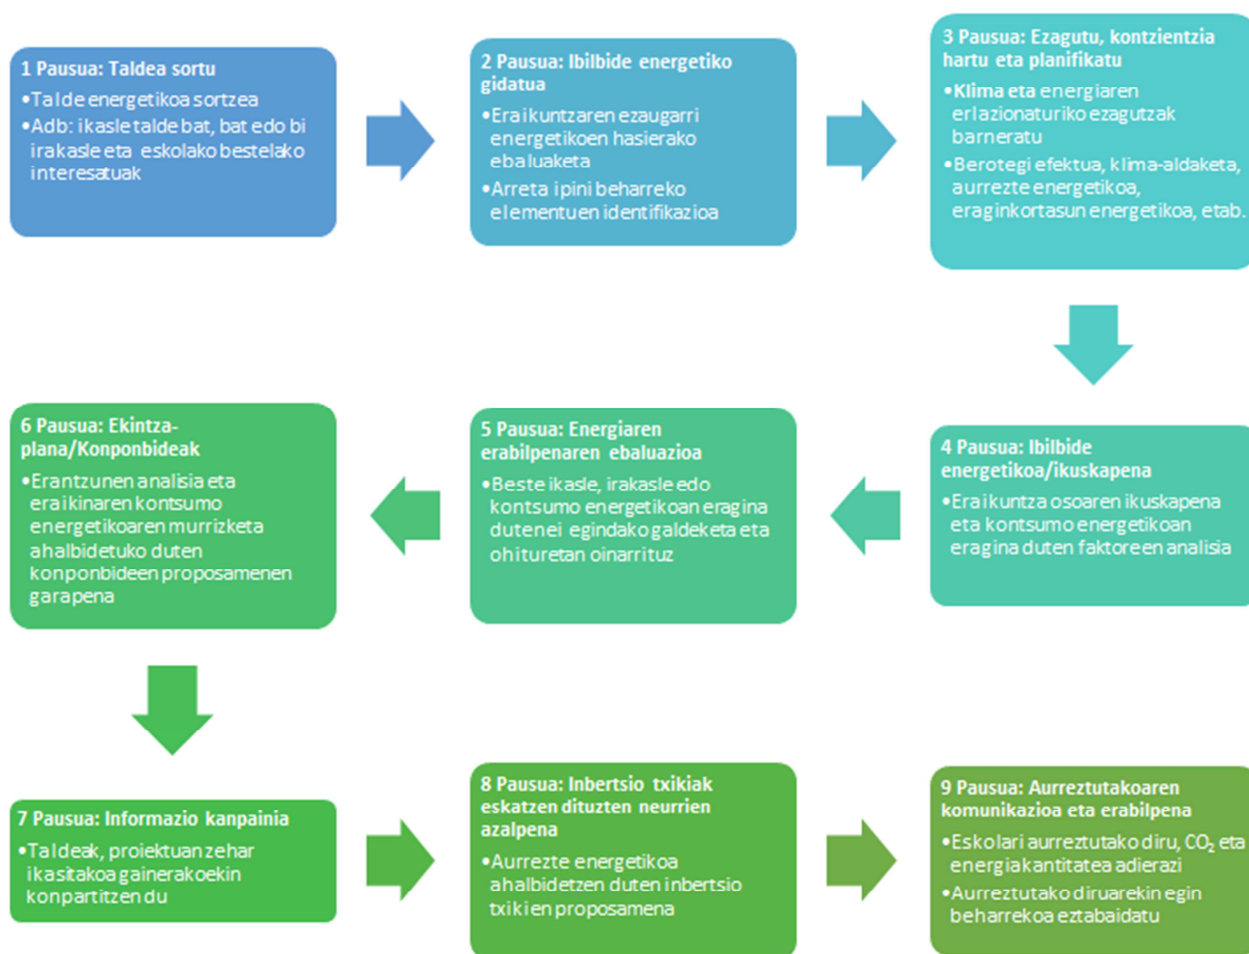 1 Pausua: Taldea sortu
•Talde energetikoa sortzea
•Adb: ikasle talde bat, bat edo bi
irakasle eta eskolako bestelako
interesatuak
2 Pausua: Ibilbide energetiko
gidatua
•Eraikuntzaren ezaugarri
energetikoen hasierako
ebaluaketa
•Arreta ipini beharreko
elementuen identifikazioa
3 Pausua: Ezagutu, kontzientzia
hartu eta planifikatu
•Klima eta energiaren
erlazionaturiko ezagutzak
barneratu
•Berotegi efektua, klima-aldaketa,
aurrezte energetikoa,
eraginkortasun energetikoa, etab.
4 Pausua: Ibilbide
energetikoa/ikuskapena
•Eraikuntza osoaren ikuskapena
eta kontsumo energetikoan
eragina duten faktoreen analisia
5 Pausua: Energiaren
erabilpenaren ebaluazioa
•Beste ikasle, irakasle edo
kontsumo energetikoan eragina
dutenei egindako galdeketa eta
ohituretan oinarrituz
6 Pausua: Ekintza-
plana/Konponbideak
•Erantzunen analisia eta
eraikinaren kontsumo
energetikoaren murrizketa
ahalbidetuko duten
konponbideen proposamenen
garapena
7 Pausua: Informazio kanpainia
•Taldeak, proiektuan zehar
ikasitakoa gainerakoekin
konpartitzen du
8 Pausua: Inbertsio txikiak
eskatzen dituzten neurrien
azalpena
•Aurrezte energetikoa
ahalbidetzen duten inbertsio
txikien proposamena
9 Pausua: Aurreztutakoaren
komunikazioa eta erabilpena
•Eskolari aurreztutako diru, CO₂ eta
energia kantitatea adierazi
•Aurreztutako diruarekin egin
beharrekoa eztabaidatu